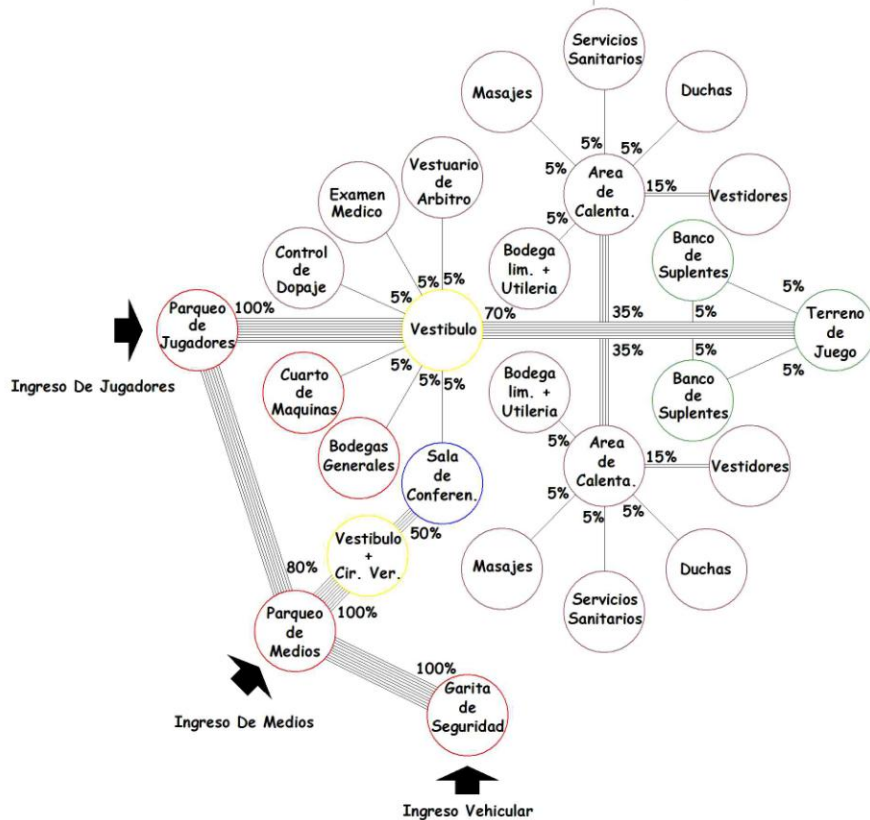 Servicios
Sanitarios
Masajes
Duchas
5%
5%
5%
Vestuario
de
Arbitro
Area
de
Calenta.
15%
Vestidores
Examen
Medico
5%
Control
de
Dopaje
Bodega
lim. +
Utileria
Banco
de
Suplentes
5%
5%
5%
5%
Parqueo
de
Jugadores
100%
Vestibulo
70%
35%
5%
Terreno
de
Juego
35%
5%
5%
Ingreso De Jugadores
Cuarto
de
Maquinas
5%
5%
5%
Bodega
lim. +
Utileria
Banco
de
Suplentes
Bodegas
Generales
Sala
de
Conferen.
5%
Area
de
Calenta.
15%
Vestidores
5%
5%
5%
50%
Vestibulo
+
Cir. Ver.
80%
100%
Masajes
Servicios
Sanitarios
Duchas
Parqueo
de
Medios
100%
Garita
de
Seguridad
Ingreso De Medios
Ingreso Vehicular